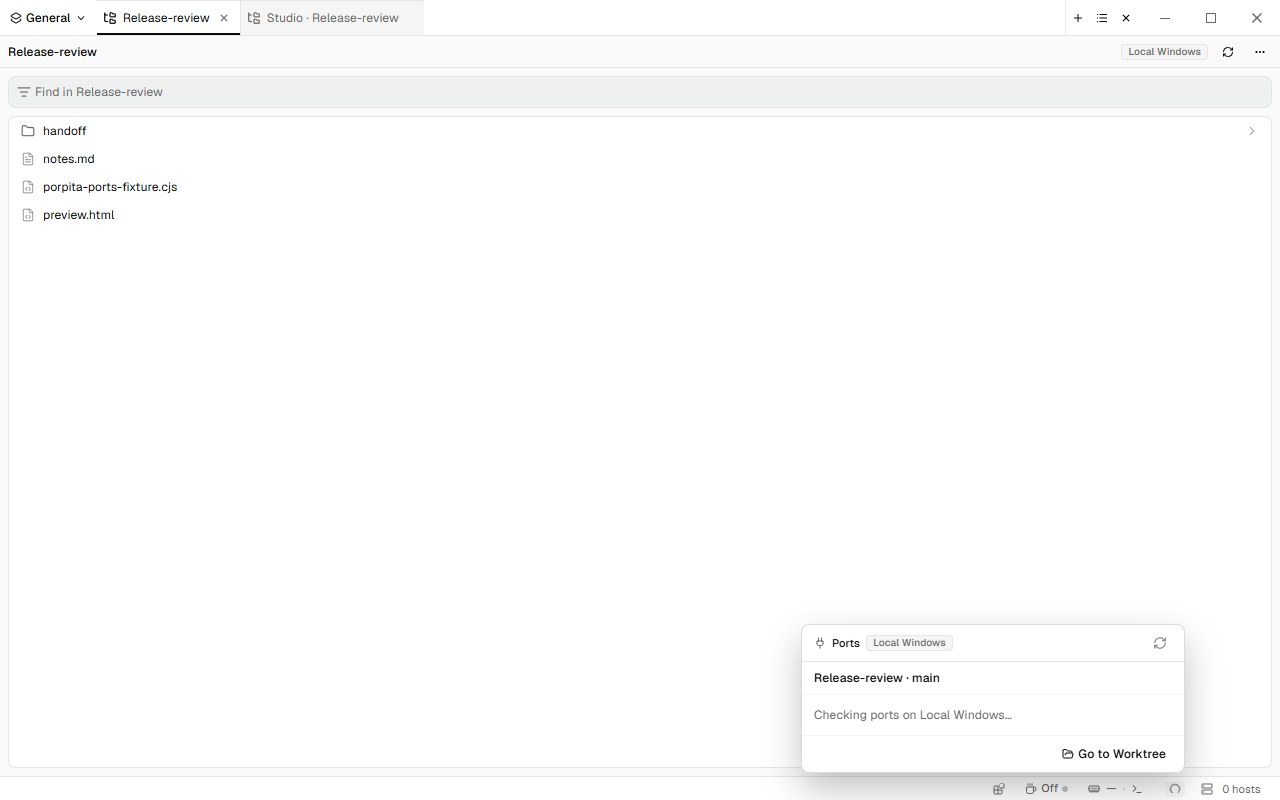 General
Release-review
Studio · Release-review
Release-review
Local Windows
Find in Release-review
handoff
notes.md
porpita-ports-fixture.cjs
preview.html
Ports
Local Windows
Release-review · main
Checking ports on Local Windows…
Go to Worktree
Off
— ·
0 hosts